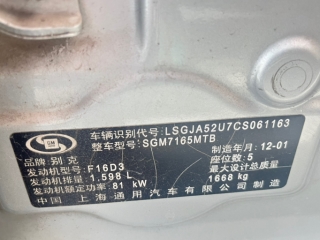 车辆识别代号: LSGJA52U7CS061163
整车型号: SGM7165MTB
品牌 别克 制造年月 12-01
发动机型号 F16D3 座位数 5
发动机排量 1.598 L 最大设计总质量
发动机额定功率 81 kW 1668 kg
中国 上海通用汽车有限公司 制造